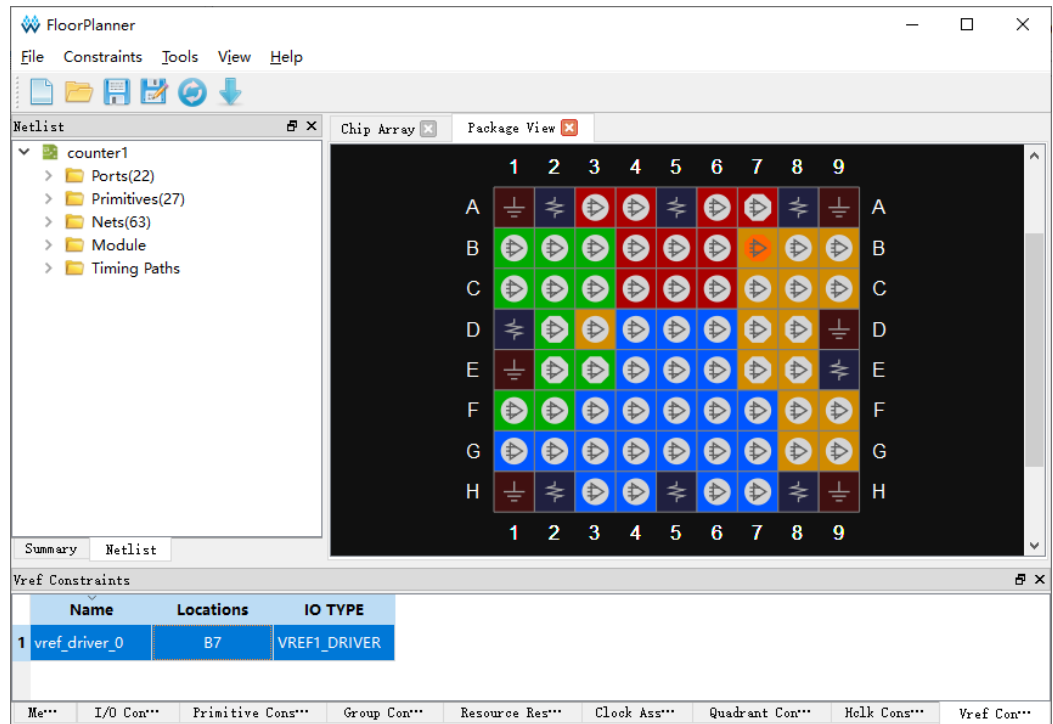 FloorPlanner
File Constraints Tools View Help
Netlist
Chip Array Package View
counter1
Ports(22)
Primitives(27)
Nets(63)
Module
Timing Paths
1 2 3 4 5 6 7 8 9
A A
B B
C C
D D
E E
F F
G G
H H
1 2 3 4 5 6 7 8 9
Summary Netlist
Vref Constraints
Name Locations IO TYPE
1 vref_driver_0 B7 VREF1_DRIVER
Me··· I/O Con··· Primitive Cons··· Group Con··· Resource Res··· Clock Ass··· Quadrant Con··· Hclk Cons··· Vref Con···